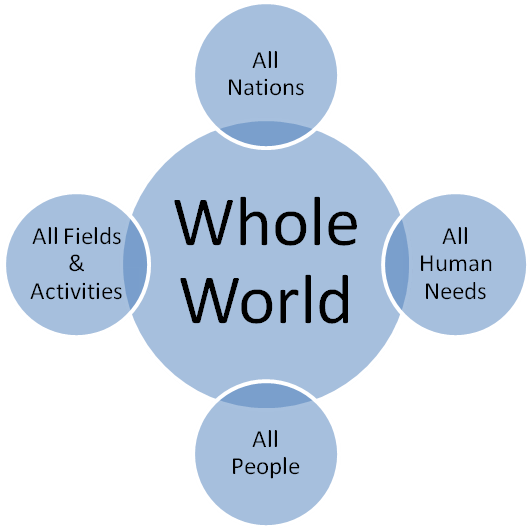 All
Nations
All Fields
&
Activities
Whole
World
All
Human
Needs
All
People